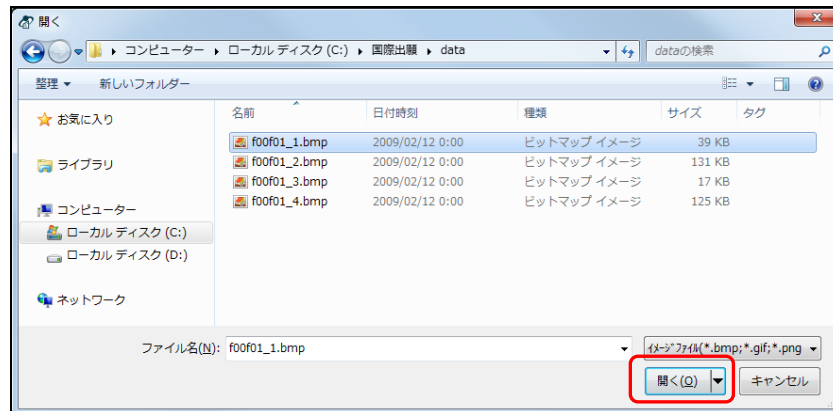 開く
コンピューター ▸ ローカル ディスク (C:) ▸ 国際出願 ▸ data
dataの検索
整理 ▼ 新しいフォルダー
名前 日付時刻 種類 サイズ タグ
お気に入り
ライブラリ
コンピューター
ローカル ディスク (C:)
ローカル ディスク (D:)
ネットワーク
f00f01_1.bmp 2009/02/12 0:00 ビットマップ イメージ 39 KB
f00f01_2.bmp 2009/02/12 0:00 ビットマップ イメージ 131 KB
f00f01_3.bmp 2009/02/12 0:00 ビットマップ イメージ 17 KB
f00f01_4.bmp 2009/02/12 0:00 ビットマップ イメージ 125 KB
ファイル名(N): f00f01_1.bmp
ｲﾒｰｼﾞﾌｧｲﾙ(*.bmp;*.gif;*.png
開く(O) キャンセル